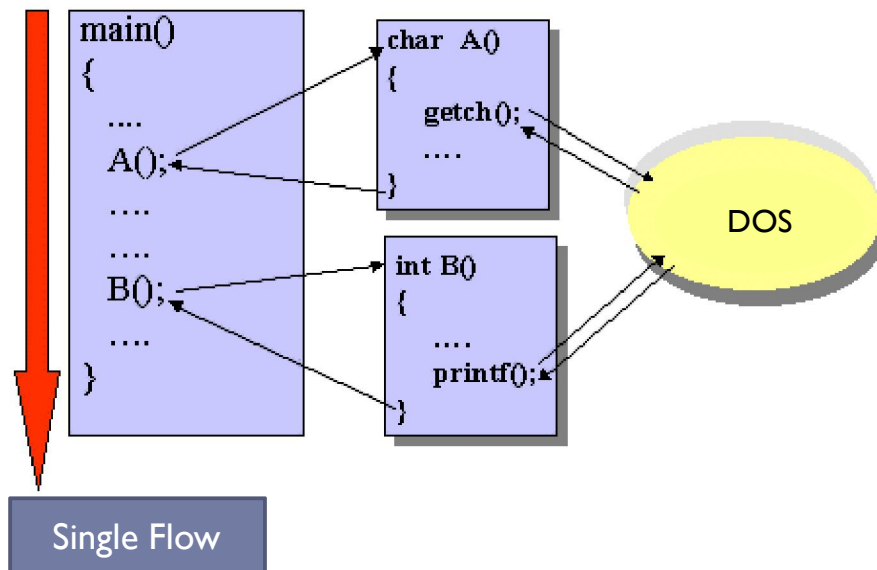 main()
{
....
A();
....
....
B();
....
}
char A()
{
getch();
....
}
int B()
{
....
printf();
}
DOS
Single Flow